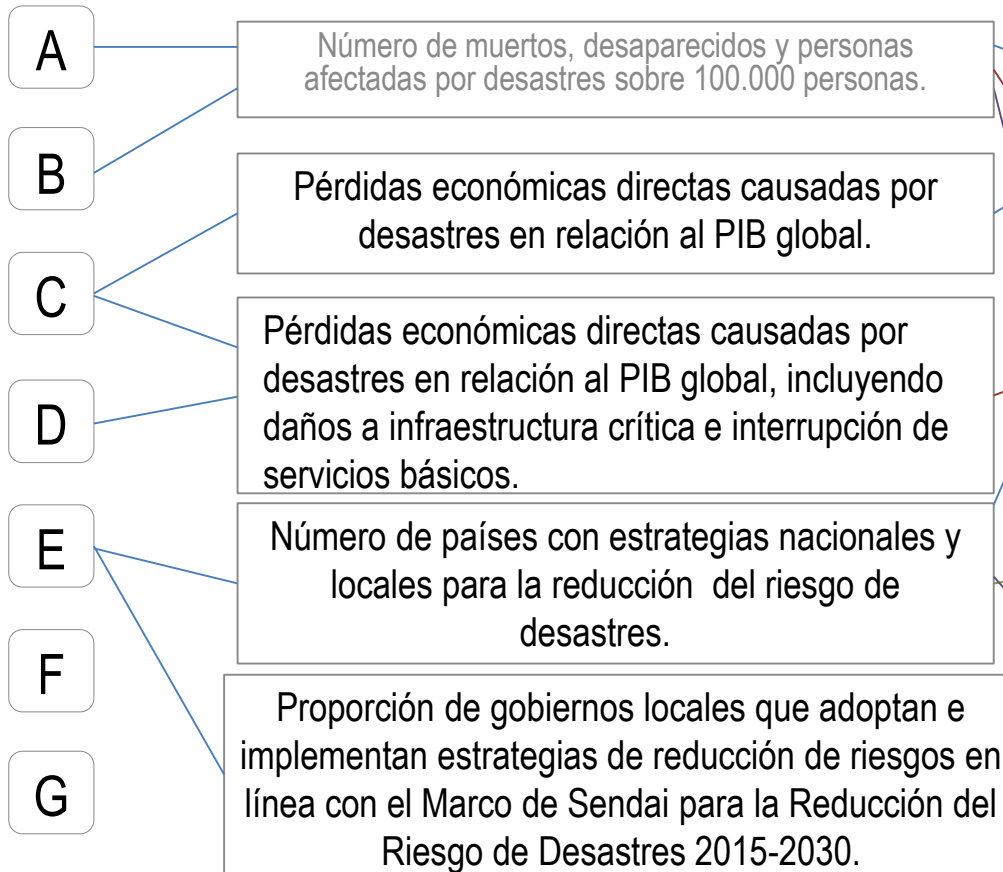 A
Número de muertos, desaparecidos y personas
afectadas por desastres sobre 100.000 personas.
B
Pérdidas económicas directas causadas por
desastres en relación al PIB global.
C
Pérdidas económicas directas causadas por
desastres en relación al PIB global, incluyendo
daños a infraestructura crítica e interrupción de
servicios básicos.
D
Número de países con estrategias nacionales y
locales para la reducción del riesgo de
desastres.
E
F
Proporción de gobiernos locales que adoptan e
implementan estrategias de reducción de riesgos en
línea con el Marco de Sendai para la Reducción del
Riesgo de Desastres 2015-2030.
G